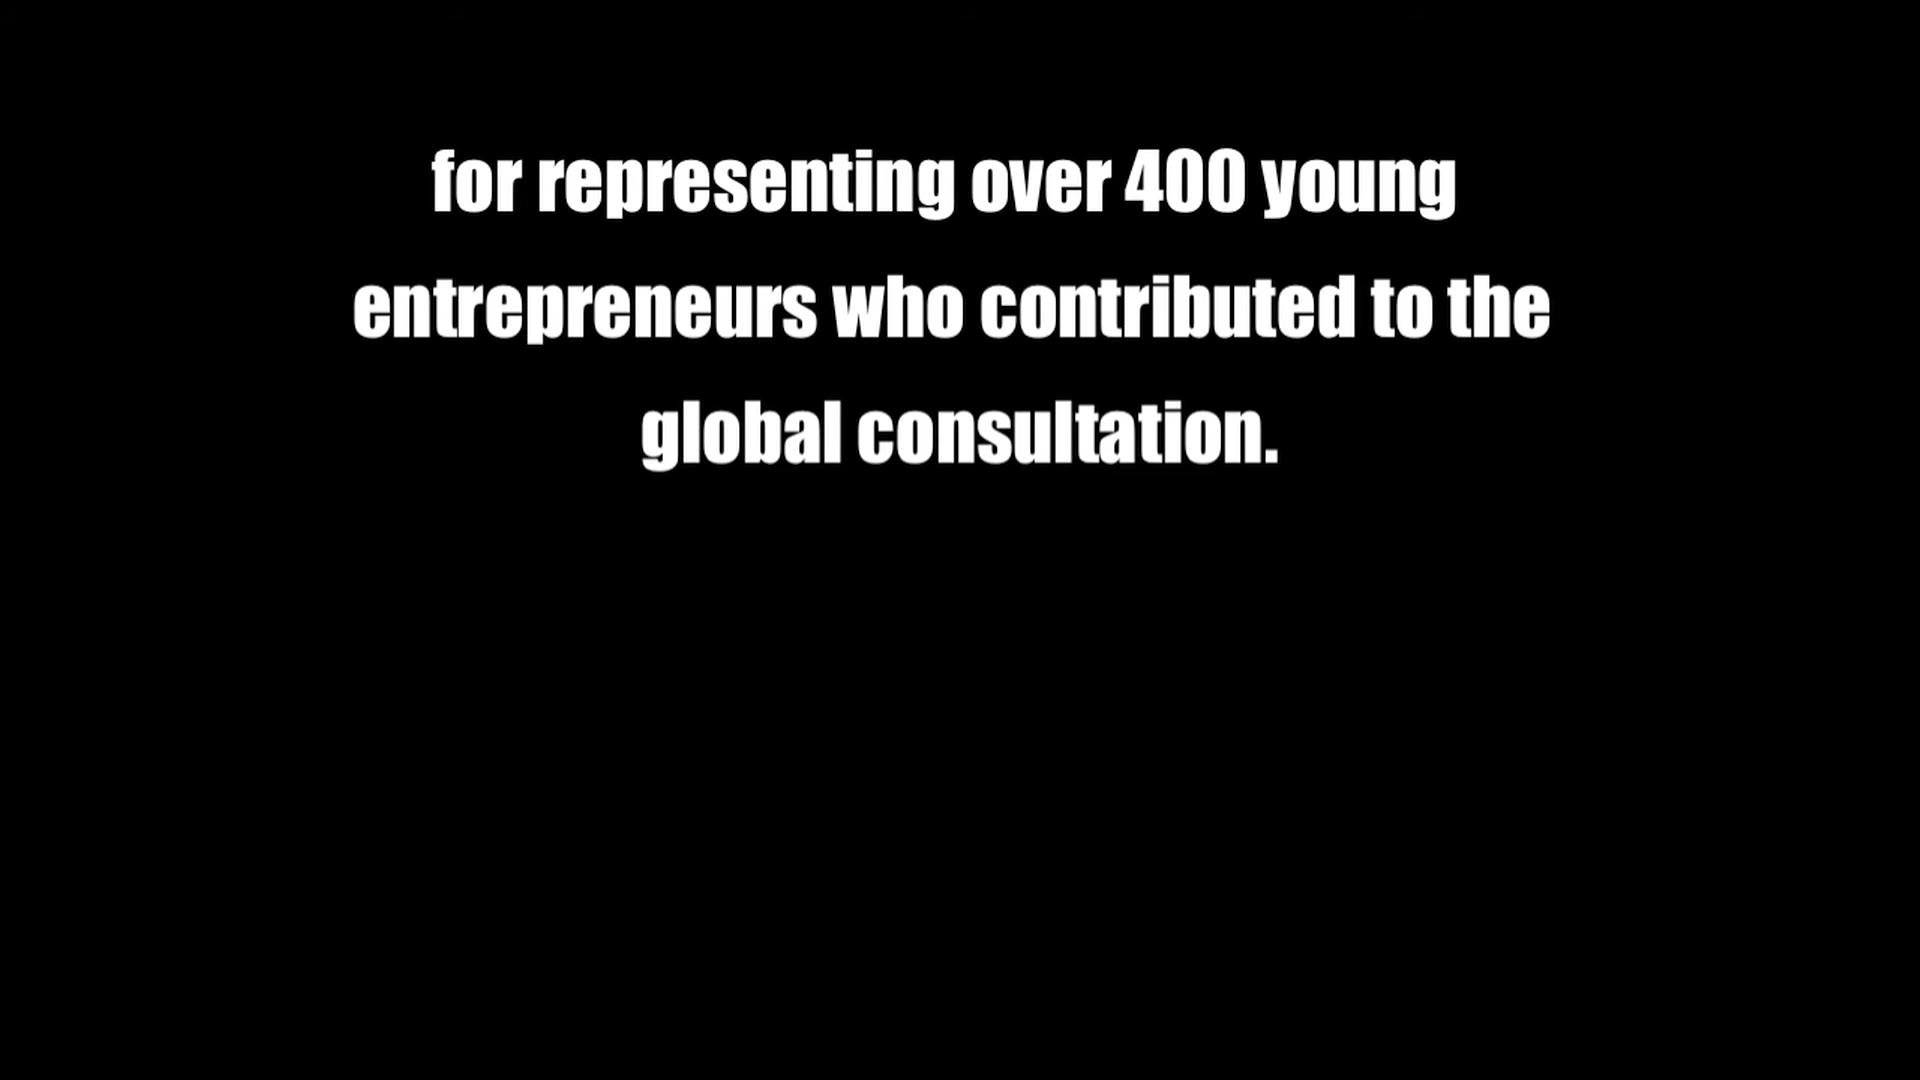 for representing over 400 young
entrepreneurs who contributed to the
global consultation.